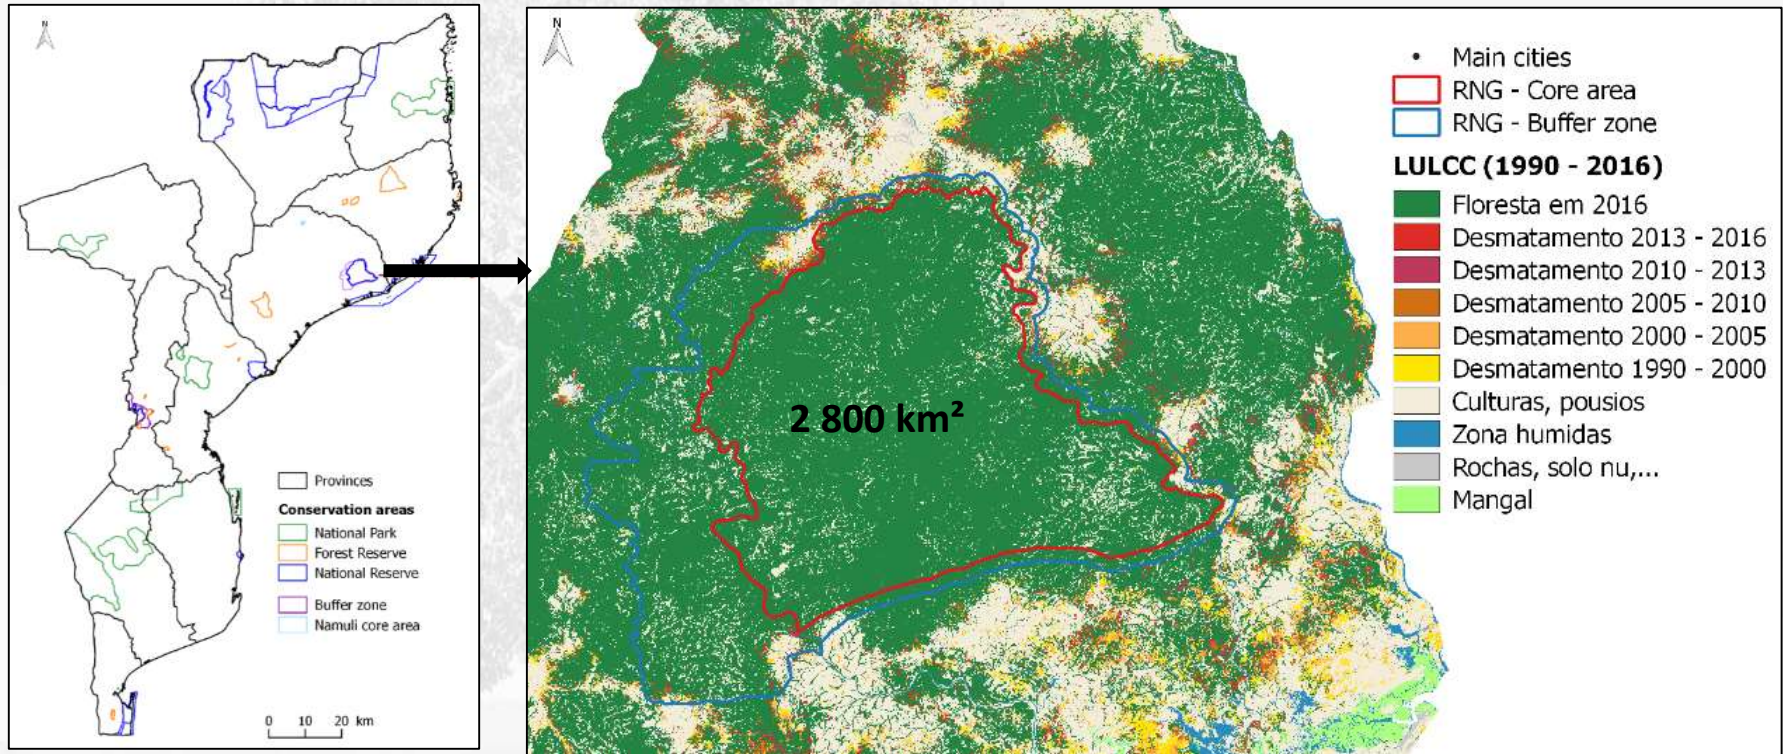 N
Provinces
Conservation areas
National Park
Forest Reserve
National Reserve
Buffer zone
Namuli core area
0 10 20 km
N
2 800 km²
Main cities
RNG - Core area
RNG - Buffer zone
LULCC (1990 - 2016)
Floresta em 2016
Desmatamento 2013 - 2016
Desmatamento 2010 - 2013
Desmatamento 2005 - 2010
Desmatamento 2000 - 2005
Desmatamento 1990 - 2000
Culturas, pousios
Zona humidas
Rochas, solo nu,...
Mangal